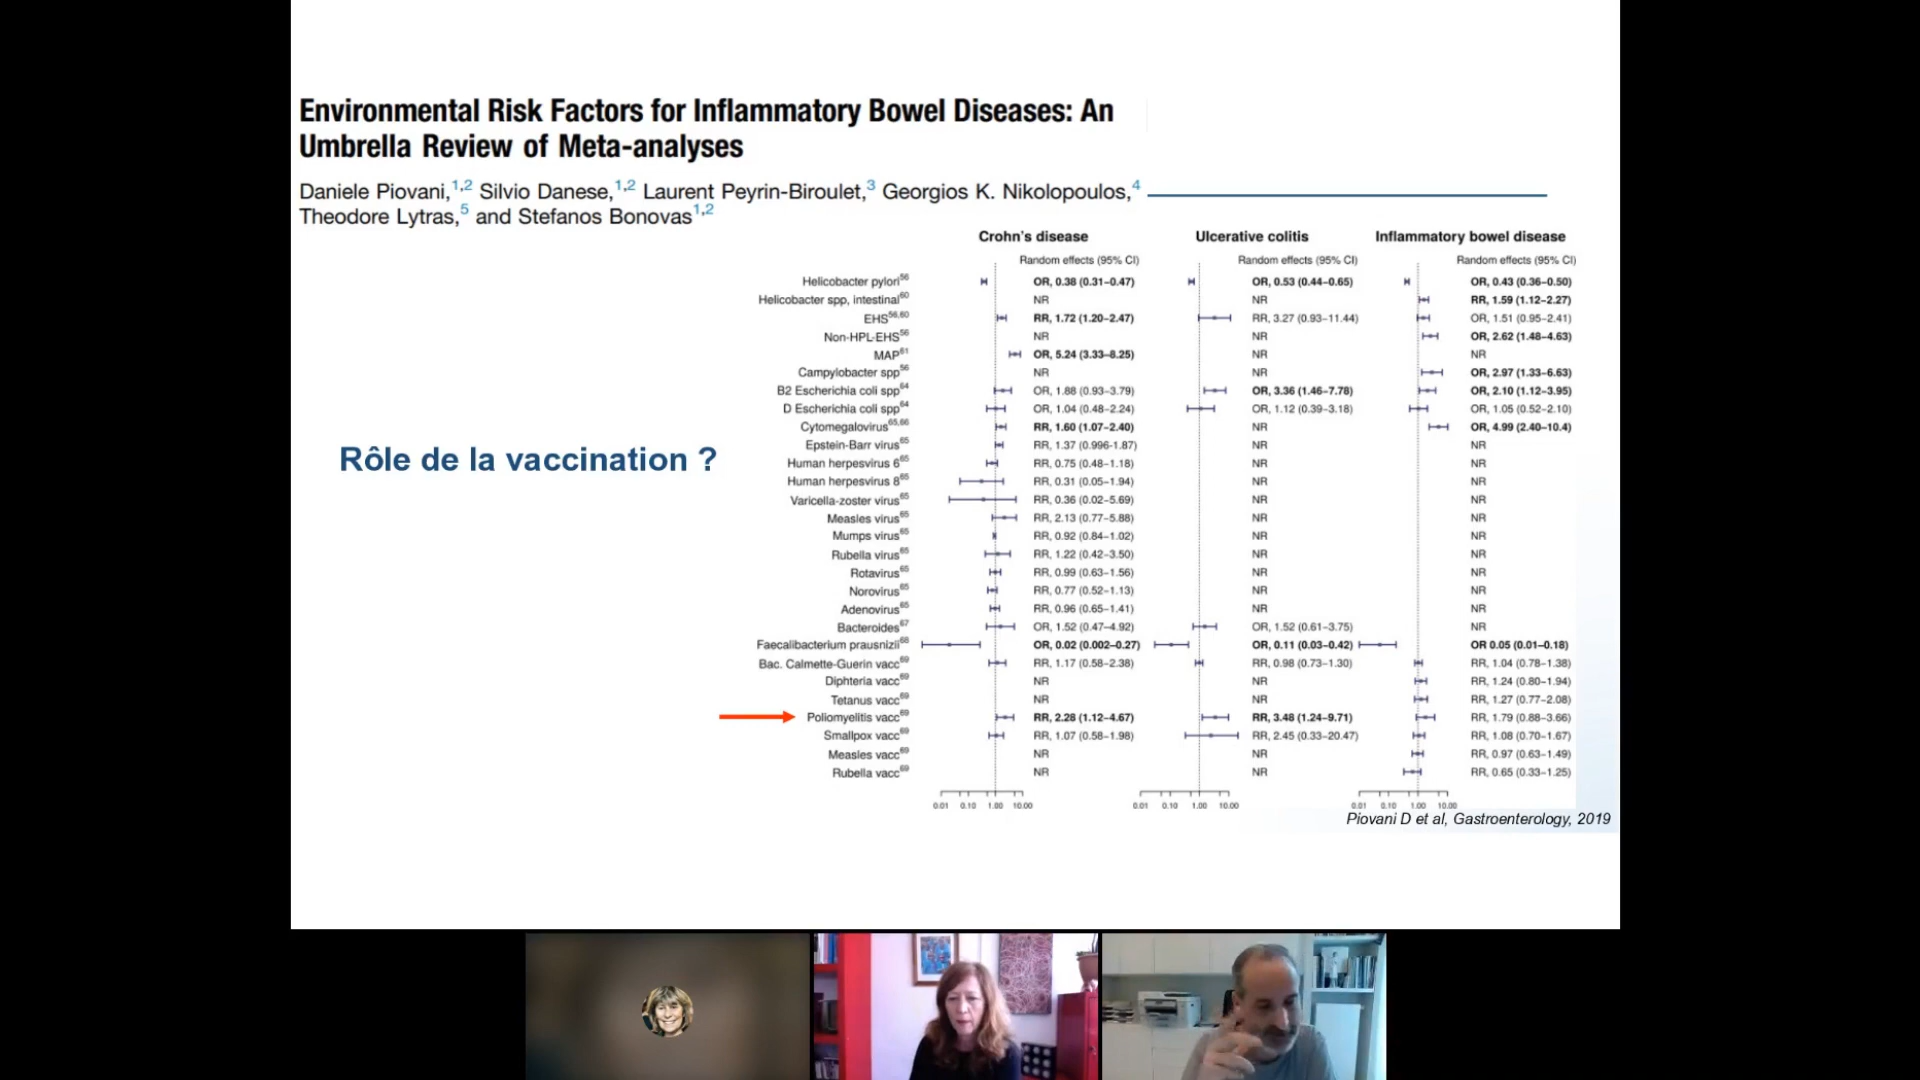 Environmental Risk Factors for Inflammatory Bowel Diseases: An
Umbrella Review of Meta-analyses
Daniele Piovani,1,2 Silvio Danese,1,2 Laurent Peyrin-Biroulet,3 Georgios K. Nikolopoulos,4
Theodore Lytras,5 and Stefanos Bonovas1,2
Rôle de la vaccination ?
Crohn's disease Ulcerative colitis Inflammatory bowel disease
Random effects (95% CI) Random effects (95% CI) Random effects (95% CI)
Helicobacter pylori56 OR, 0.38 (0.31–0.47) OR, 0.53 (0.44–0.65) OR, 0.43 (0.36–0.50)
Helicobacter spp, intestinal60 NR NR RR, 1.59 (1.12–2.27)
EHS56,60 RR, 1.72 (1.20–2.47) RR, 3.27 (0.93–11.44) OR, 1.51 (0.95–2.41)
Non-HPL-EHS56 NR NR OR, 2.62 (1.48–4.63)
MAP61 OR, 5.24 (3.33–8.25) NR NR
Campylobacter spp56 NR NR OR, 2.97 (1.33–6.63)
B2 Escherichia coli spp64 OR, 1.88 (0.93–3.79) OR, 3.36 (1.46–7.78) OR, 2.10 (1.12–3.95)
D Escherichia coli spp64 OR, 1.04 (0.48–2.24) OR, 1.12 (0.39–3.18) OR, 1.05 (0.52–2.10)
Cytomegalovirus65,66 RR, 1.60 (1.07–2.40) NR OR, 4.99 (2.40–10.4)
Epstein-Barr virus65 RR, 1.37 (0.996-1.87) NR NR
Human herpesvirus 665 RR, 0.75 (0.48–1.18) NR NR
Human herpesvirus 865 RR, 0.31 (0.05–1.94) NR NR
Varicella-zoster virus65 RR, 0.36 (0.02–5.69) NR NR
Measles virus65 RR, 2.13 (0.77–5.88) NR NR
Mumps virus65 RR, 0.92 (0.84–1.02) NR NR
Rubella virus65 RR, 1.22 (0.42–3.50) NR NR
Rotavirus65 RR, 0.99 (0.63–1.56) NR NR
Norovirus65 RR, 0.77 (0.52–1.13) NR NR
Adenovirus65 RR, 0.96 (0.65–1.41) NR NR
Bacteroides67 OR, 1.52 (0.47–4.92) OR, 1.52 (0.61–3.75) NR
Faecalibacterium prausnizii68 OR, 0.02 (0.002–0.27) OR, 0.11 (0.03–0.42) OR 0.05 (0.01–0.18)
Bac. Calmette-Guerin vacc69 RR, 1.17 (0.58–2.38) RR, 0.98 (0.73–1.30) RR, 1.04 (0.78–1.38)
Diphteria vacc69 NR NR RR, 1.24 (0.80–1.94)
Tetanus vacc69 NR NR RR, 1.27 (0.77–2.08)
Poliomyelitis vacc69 RR, 2.28 (1.12–4.67) RR, 3.48 (1.24–9.71) RR, 1.79 (0.88–3.66)
Smallpox vacc69 RR, 1.07 (0.58–1.98) RR, 2.45 (0.33–20.47) RR, 1.08 (0.70–1.67)
Measles vacc69 NR NR RR, 0.97 (0.63–1.49)
Rubella vacc69 NR NR RR, 0.65 (0.33–1.25)
0.01 0.10 1.00 10.00 0.01 0.10 1.00 10.00 0.01 0.10 1.00 10.00
Piovani D et al, Gastroenterology, 2019